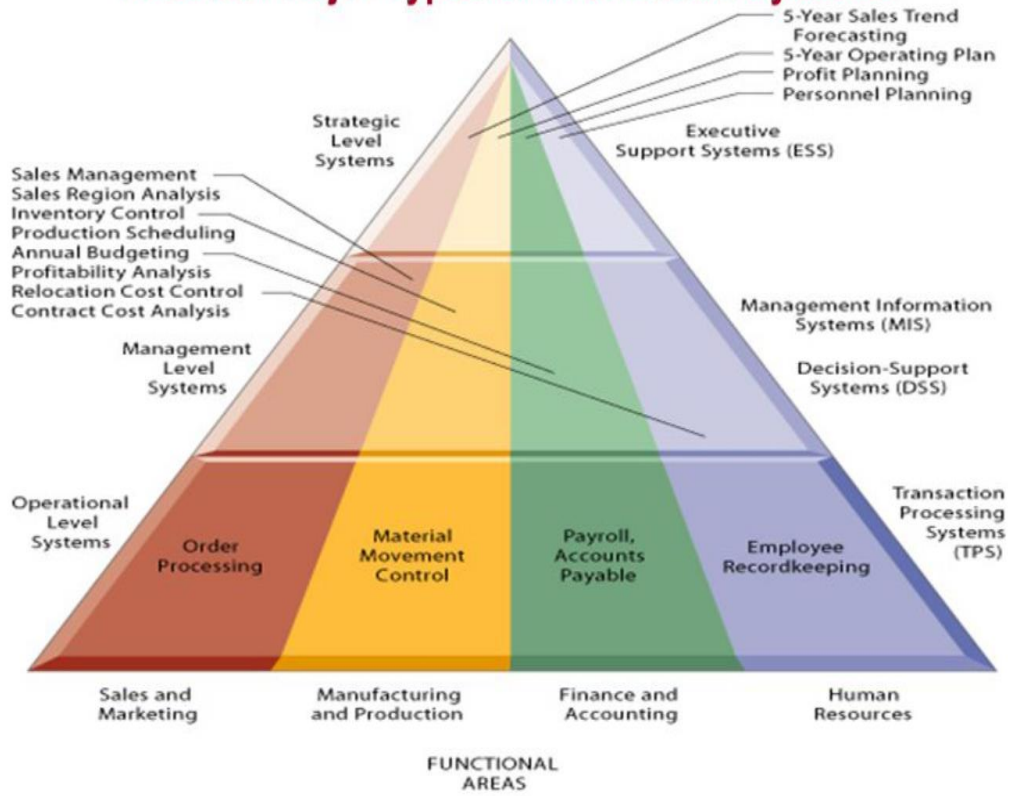 5-Year Sales Trend
Forecasting
5-Year Operating Plan
Profit Planning
Personnel Planning
Strategic
Level
Systems
Executive
Support Systems (ESS)
Sales Management
Sales Region Analysis
Inventory Control
Production Scheduling
Annual Budgeting
Profitability Analysis
Relocation Cost Control
Contract Cost Analysis
Management
Level
Systems
Management Information
Systems (MIS)
Decision-Support
Systems (DSS)
Operational
Level
Systems
Transaction
Processing
Systems
(TPS)
Order
Processing
Material
Movement
Control
Payroll,
Accounts
Payable
Employee
Recordkeeping
Sales and
Marketing
Manufacturing
and Production
Finance and
Accounting
Human
Resources
FUNCTIONAL
AREAS